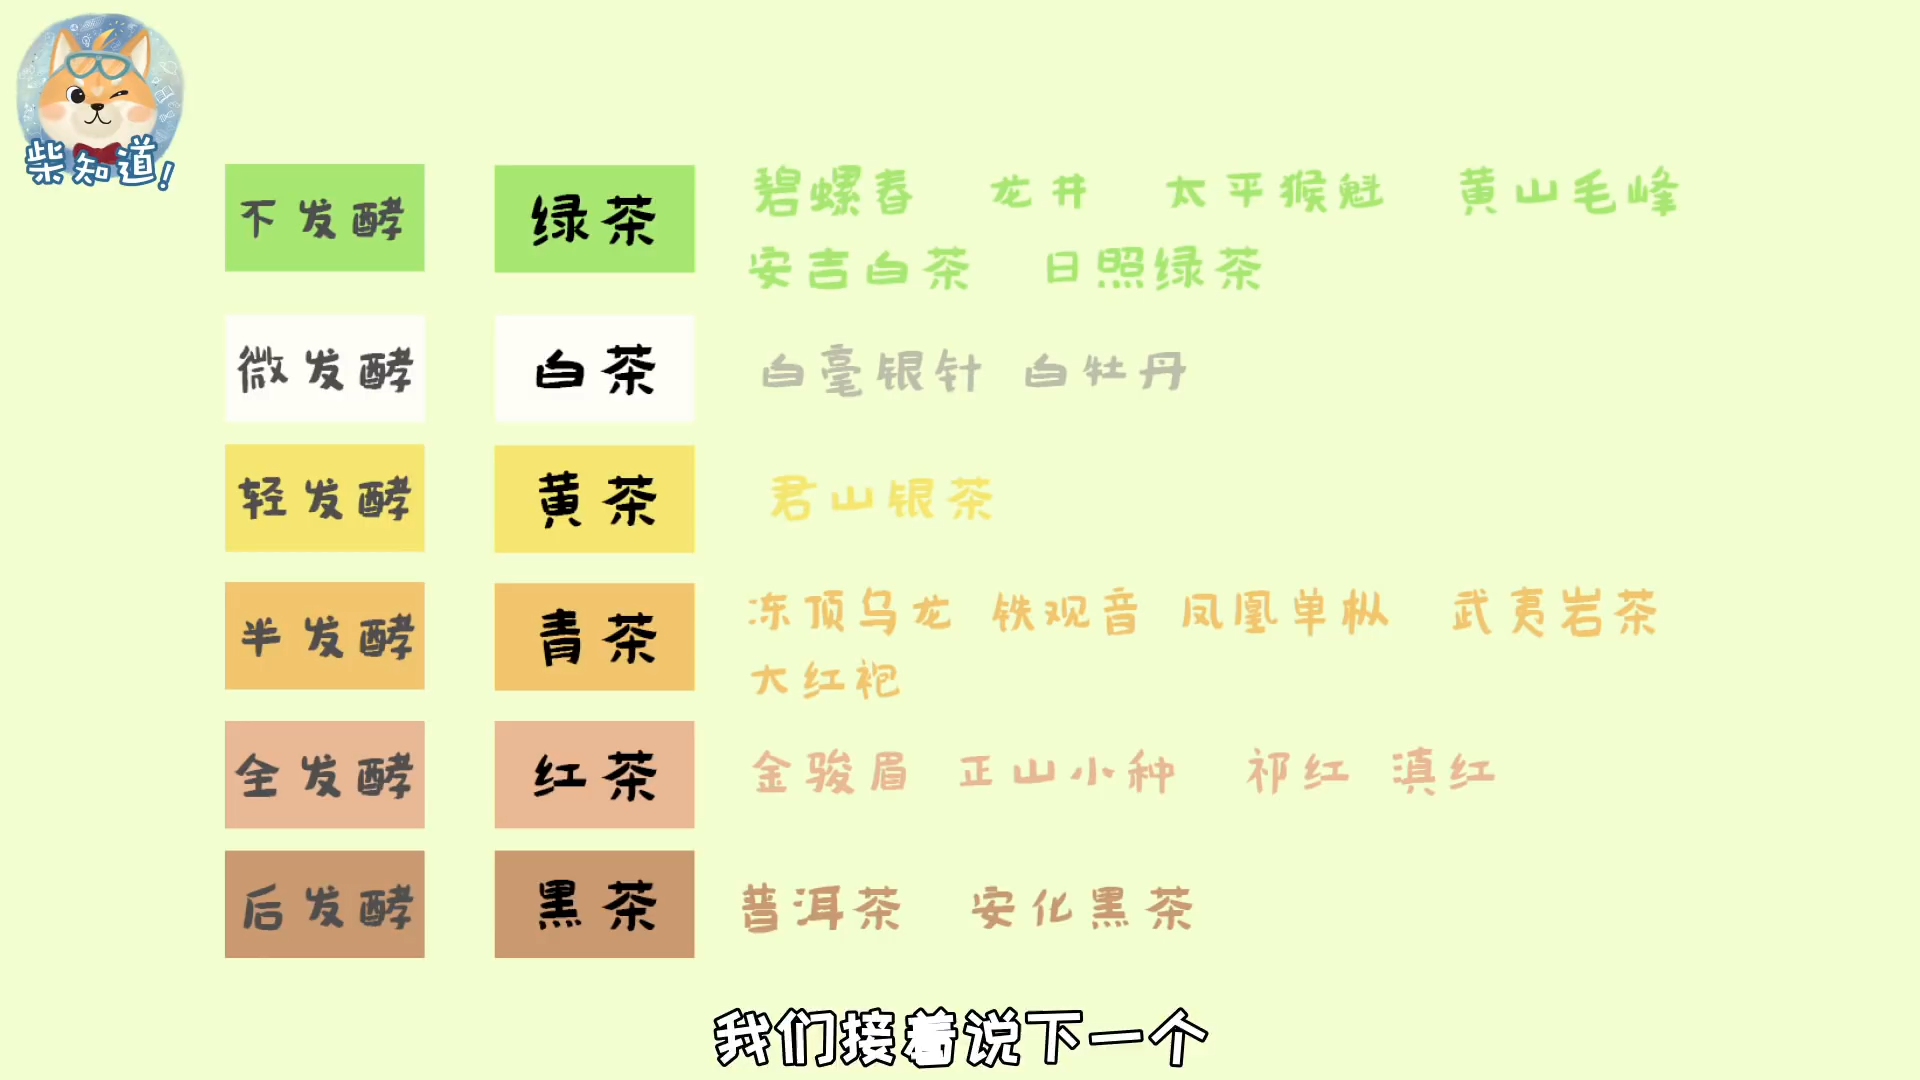 柴知道!
不发酵 绿茶 碧螺春 龙井 太平猴魁 黄山毛峰
安吉白茶 日照绿茶
微发酵 白茶 白毫银针 白牡丹
轻发酵 黄茶 君山银茶
半发酵 青茶 冻顶乌龙 铁观音 凤凰单枞 武夷岩茶
大红袍
全发酵 红茶 金骏眉 正山小种 祁红 滇红
后发酵 黑茶 普洱茶 安化黑茶
我们接着说下一个